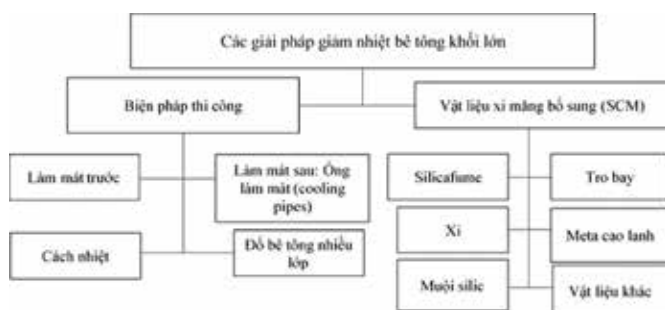 Các giải pháp giảm nhiệt bê tông khối lớn
Biện pháp thi công
Vật liệu xi măng bổ sung (SCM)
Làm mát trước
Làm mát sau: Ống
làm mát (cooling
pipes)
Cách nhiệt
Đổ bê tông nhiều
lớp
Silicafume
Tro bay
Xỉ
Meta cao lanh
Muội silic
Vật liệu khác